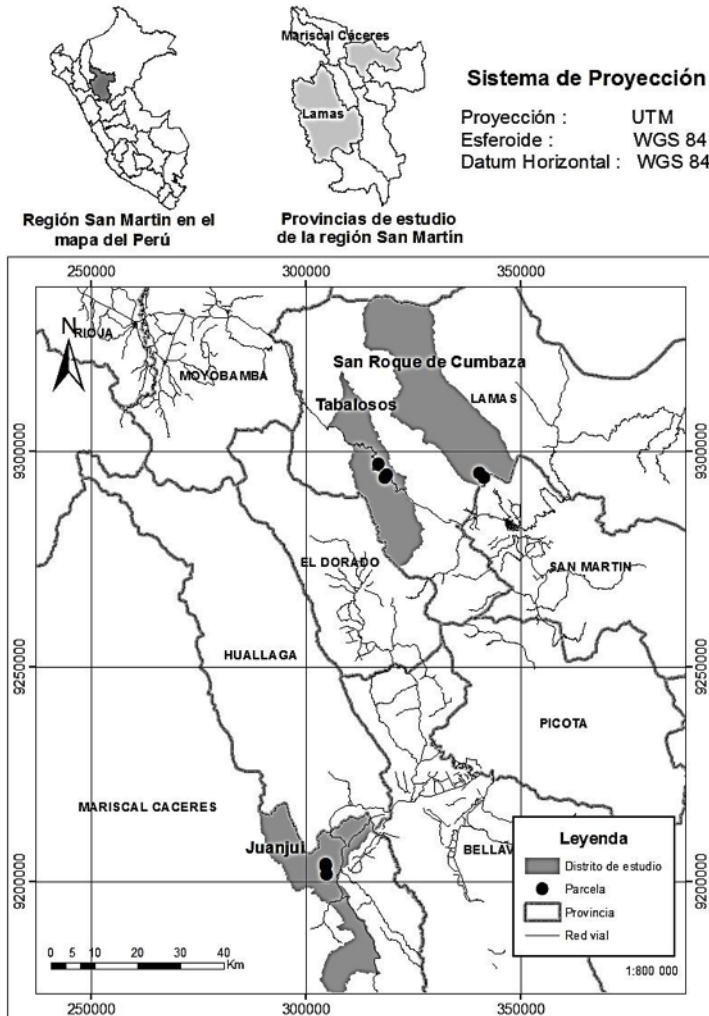 Mariscal Cáceres
Lamas
Región San Martin en el
mapa del Perú
Provincias de estudio
de la región San Martín
Sistema de Proyección
Proyección : UTM
Esferoide : WGS 84
Datum Horizontal : WGS 84
250000 300000 350000
N
RIOJA
MOYOBAMBA
San Roque de Cumbaza
LAMAS
Tabalosos
9300000 9300000
EL DORADO
SAN MARTIN
HUALLAGA
9250000 9250000
PICOTA
MARISCAL CACERES
Juanjui
BELLAV
9200000 9200000
Leyenda
Distrito de estudio
Parcela
Provincia
Red vial
0 5 10 20 30 40
Km
1:800 000
250000 300000 350000